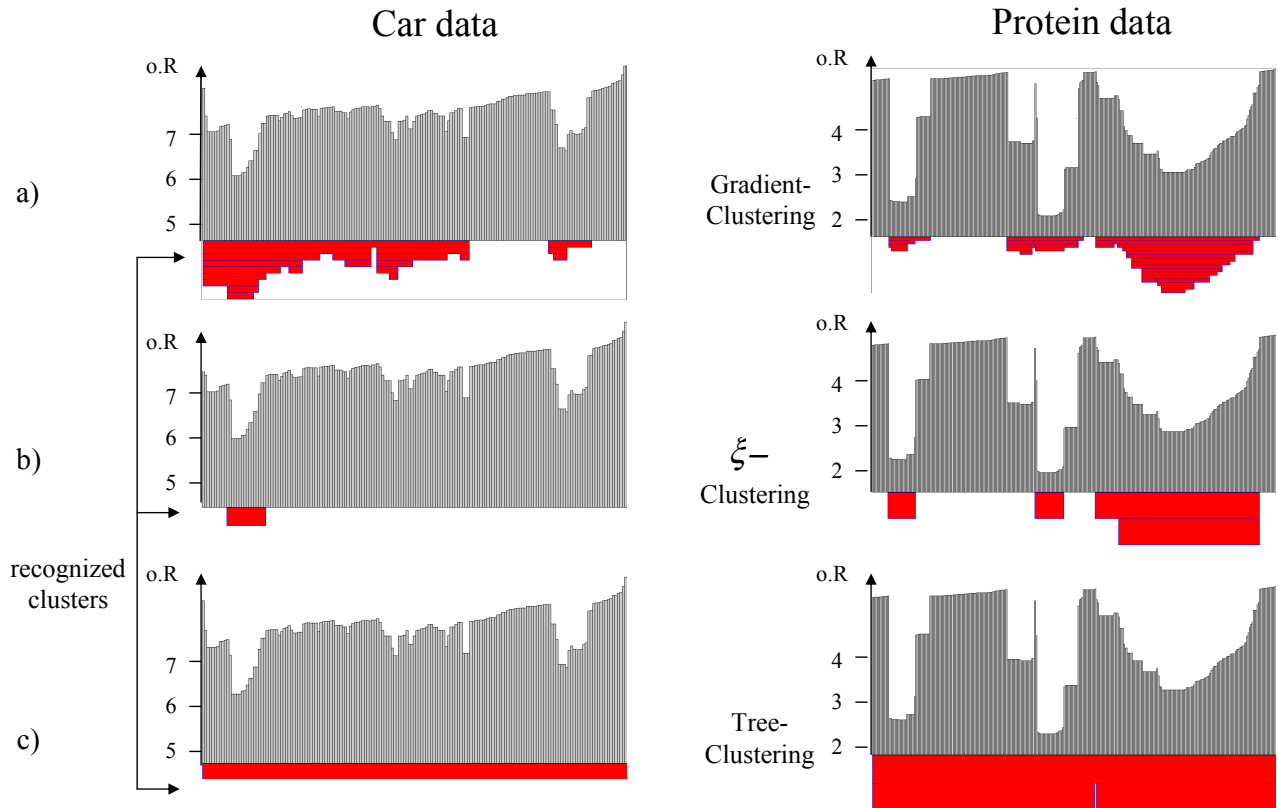 Car data
Protein data
o.R
7
6
5
a)
o.R
4
3
2
Gradient-
Clustering
o.R
7
6
5
b)
o.R
4
3
2
ξ–
Clustering
recognized
clusters
o.R
7
6
5
c)
o.R
4
3
2
Tree-
Clustering